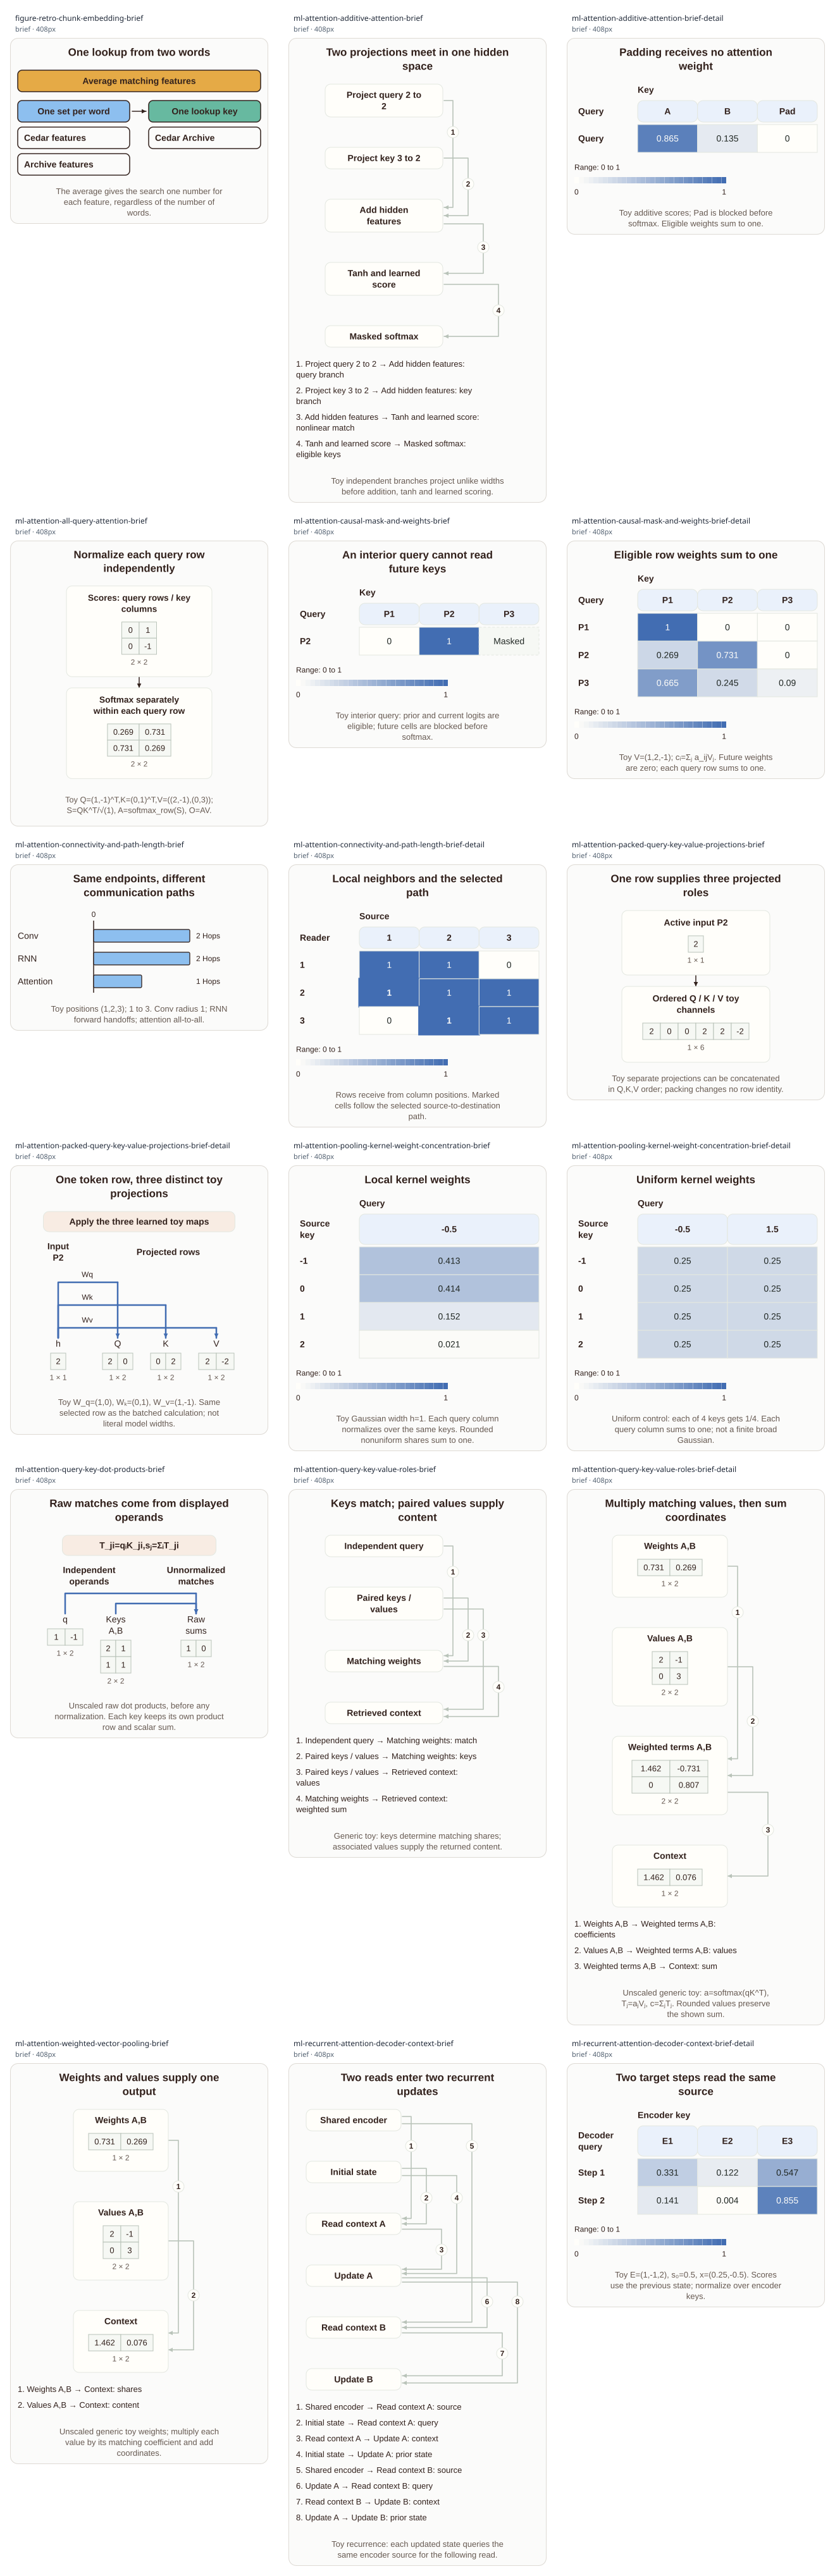 figure-retro-chunk-embedding-brief
brief · 408px
One lookup from two words
Average matching features
One set per word
One lookup key
Cedar features
Cedar Archive
Archive features
The average gives the search one number for
each feature, regardless of the number of
words.
ml-attention-additive-attention-brief
brief · 408px
Two projections meet in one hidden
space
Project query 2 to
2
1
Project key 3 to 2
2
Add hidden
features
3
Tanh and learned
score
4
Masked softmax
1. Project query 2 to 2 → Add hidden features:
query branch
2. Project key 3 to 2 → Add hidden features: key
branch
3. Add hidden features → Tanh and learned score:
nonlinear match
4. Tanh and learned score → Masked softmax:
eligible keys
Toy independent branches project unlike widths
before addition, tanh and learned scoring.
ml-attention-additive-attention-brief-detail
brief · 408px
Padding receives no attention
weight
Key
Query A B Pad
Query 0.865 0.135 0
Range: 0 to 1
0 1
Toy additive scores; Pad is blocked before
softmax. Eligible weights sum to one.
ml-attention-all-query-attention-brief
brief · 408px
Normalize each query row
independently
Scores: query rows / key
columns
0 1
0 -1
2 × 2
Softmax separately
within each query row
0.269 0.731
0.731 0.269
2 × 2
Toy Q=(1,-1)^T,K=(0,1)^T,V=((2,-1),(0,3));
S=QK^T/√(1), A=softmax_row(S), O=AV.
ml-attention-causal-mask-and-weights-brief
brief · 408px
An interior query cannot read
future keys
Key
Query P1 P2 P3
P2 0 1 Masked
Range: 0 to 1
0 1
Toy interior query: prior and current logits are
eligible; future cells are blocked before
softmax.
ml-attention-causal-mask-and-weights-brief-detail
brief · 408px
Eligible row weights sum to one
Key
Query P1 P2 P3
P1 1 0 0
P2 0.269 0.731 0
P3 0.665 0.245 0.09
Range: 0 to 1
0 1
Toy V=(1,2,-1); cᵢ=Σⱼ a_ijVⱼ. Future weights
are zero; each query row sums to one.
ml-attention-connectivity-and-path-length-brief
brief · 408px
Same endpoints, different
communication paths
0
Conv 2 Hops
RNN 2 Hops
Attention 1 Hops
Toy positions (1,2,3); 1 to 3. Conv radius 1; RNN
forward handoffs; attention all-to-all.
ml-attention-connectivity-and-path-length-brief-detail
brief · 408px
Local neighbors and the selected
path
Source
Reader 1 2 3
1 1 1 0
2 1 1 1
3 0 1 1
Range: 0 to 1
0 1
Rows receive from column positions. Marked
cells follow the selected source-to-destination
path.
ml-attention-packed-query-key-value-projections-brief
brief · 408px
One row supplies three projected
roles
Active input P2
2
1 × 1
Ordered Q / K / V toy
channels
2 0 0 2 2 -2
1 × 6
Toy separate projections can be concatenated
in Q,K,V order; packing changes no row identity.
ml-attention-packed-query-key-value-projections-brief-detail
brief · 408px
One token row, three distinct toy
projections
Apply the three learned toy maps
Input
P2
Projected rows
Wq
Wk
Wv
h Q K V
2 2 0 0 2 2 -2
1 × 1 1 × 2 1 × 2 1 × 2
Toy W_q=(1,0), Wₖ=(0,1), W_v=(1,-1). Same
selected row as the batched calculation; not
literal model widths.
ml-attention-pooling-kernel-weight-concentration-brief
brief · 408px
Local kernel weights
Query
Source
key
-0.5
-1 0.413
0 0.414
1 0.152
2 0.021
Range: 0 to 1
0 1
Toy Gaussian width h=1. Each query column
normalizes over the same keys. Rounded
nonuniform shares sum to one.
ml-attention-pooling-kernel-weight-concentration-brief-detail
brief · 408px
Uniform kernel weights
Query
Source
key
-0.5 1.5
-1 0.25 0.25
0 0.25 0.25
1 0.25 0.25
2 0.25 0.25
Range: 0 to 1
0 1
Uniform control: each of 4 keys gets 1/4. Each
query column sums to one; not a finite broad
Gaussian.
ml-attention-query-key-dot-products-brief
brief · 408px
Raw matches come from displayed
operands
T_ji=qᵢK_ji,sⱼ=ΣᵢT_ji
Independent
operands
Unnormalized
matches
q
Keys
A,B
Raw
sums
1 -1
1 × 2
2 1
1 1
2 × 2
1 0
1 × 2
Unscaled raw dot products, before any
normalization. Each key keeps its own product
row and scalar sum.
ml-attention-query-key-value-roles-brief
brief · 408px
Keys match; paired values supply
content
Independent query
1
Paired keys /
values
2 3
Matching weights
4
Retrieved context
1. Independent query → Matching weights: match
2. Paired keys / values → Matching weights: keys
3. Paired keys / values → Retrieved context:
values
4. Matching weights → Retrieved context:
weighted sum
Generic toy: keys determine matching shares;
associated values supply the returned content.
ml-attention-query-key-value-roles-brief-detail
brief · 408px
Multiply matching values, then sum
coordinates
Weights A,B
0.731 0.269
1 × 2
1
Values A,B
2 -1
0 3
2 × 2
2
Weighted terms A,B
1.462 -0.731
0 0.807
2 × 2
3
Context
1.462 0.076
1 × 2
1. Weights A,B → Weighted terms A,B:
coefficients
2. Values A,B → Weighted terms A,B: values
3. Weighted terms A,B → Context: sum
Unscaled generic toy: a=softmax(qK^T),
Tⱼ=aⱼVⱼ, c=ΣⱼTⱼ. Rounded values preserve
the shown sum.
ml-attention-weighted-vector-pooling-brief
brief · 408px
Weights and values supply one
output
Weights A,B
0.731 0.269
1 × 2
1
Values A,B
2 -1
0 3
2 × 2
2
Context
1.462 0.076
1 × 2
1. Weights A,B → Context: shares
2. Values A,B → Context: content
Unscaled generic toy weights; multiply each
value by its matching coefficient and add
coordinates.
ml-recurrent-attention-decoder-context-brief
brief · 408px
Two reads enter two recurrent
updates
Shared encoder
1 5
Initial state
2 4
Read context A
3
Update A
6 8
Read context B
7
Update B
1. Shared encoder → Read context A: source
2. Initial state → Read context A: query
3. Read context A → Update A: context
4. Initial state → Update A: prior state
5. Shared encoder → Read context B: source
6. Update A → Read context B: query
7. Read context B → Update B: context
8. Update A → Update B: prior state
Toy recurrence: each updated state queries the
same encoder source for the following read.
ml-recurrent-attention-decoder-context-brief-detail
brief · 408px
Two target steps read the same
source
Encoder key
Decoder
query
E1 E2 E3
Step 1 0.331 0.122 0.547
Step 2 0.141 0.004 0.855
Range: 0 to 1
0 1
Toy E=(1,-1,2), s₀=0.5, x=(0.25,-0.5). Scores
use the previous state; normalize over encoder
keys.